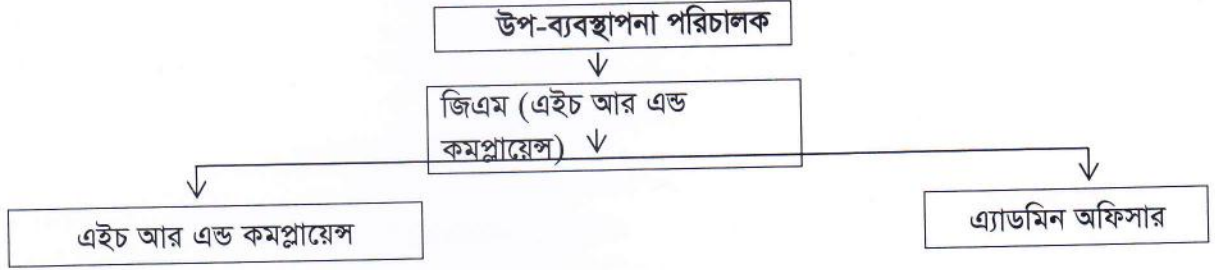 উপ-ব্যবস্থাপনা পরিচালক
জিএম (এইচ আর এন্ড
কমপ্লায়েন্স)
এইচ আর এন্ড কমপ্লায়েন্স
এ্যাডমিন অফিসার